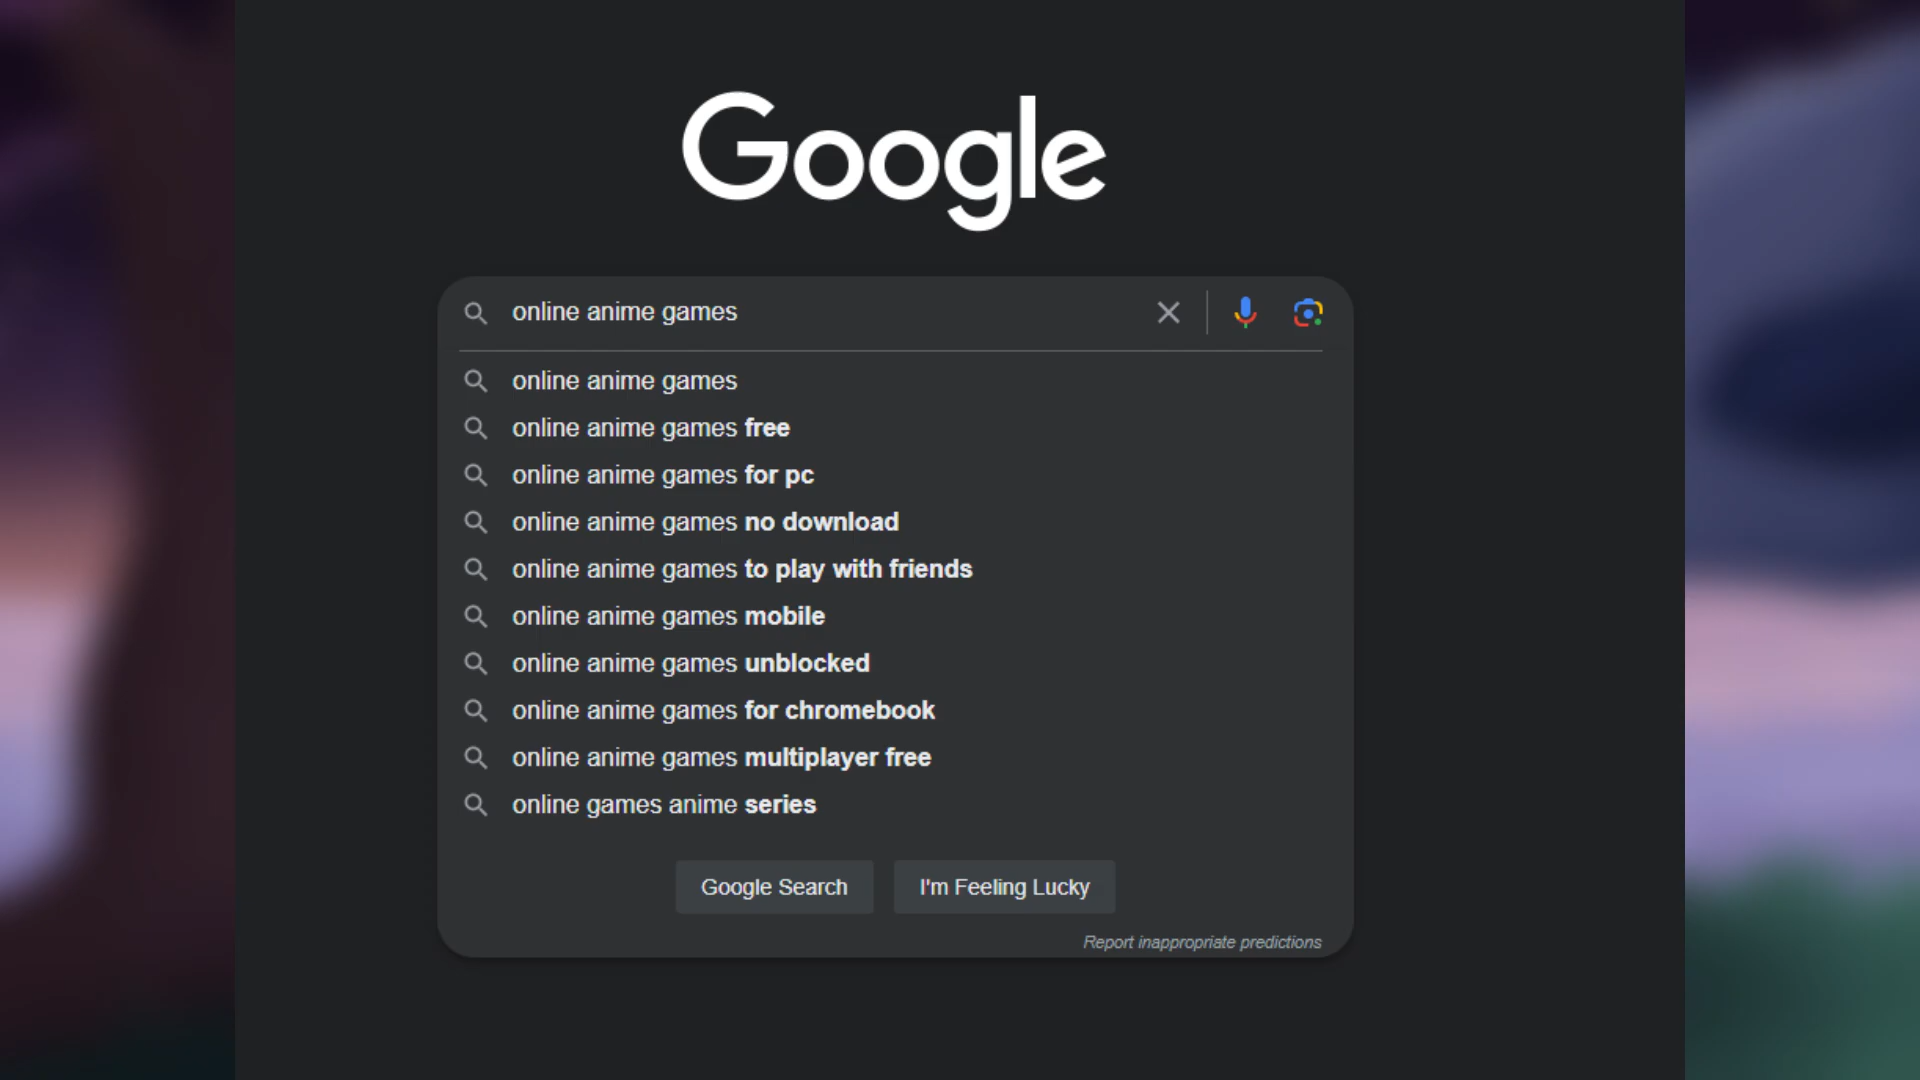 Google
online anime games
online anime games
online anime games free
online anime games for pc
online anime games no download
online anime games to play with friends
online anime games mobile
online anime games unblocked
online anime games for chromebook
online anime games multiplayer free
online games anime series
Google Search
I'm Feeling Lucky
Report inappropriate predictions